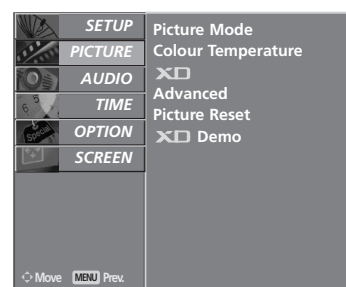 SETUP
PICTURE
AUDIO
TIME
OPTION
Special
SCREEN
Move MENU Prev.
Picture Mode
Colour Temperature
XD
Advanced
Picture Reset
XD Demo